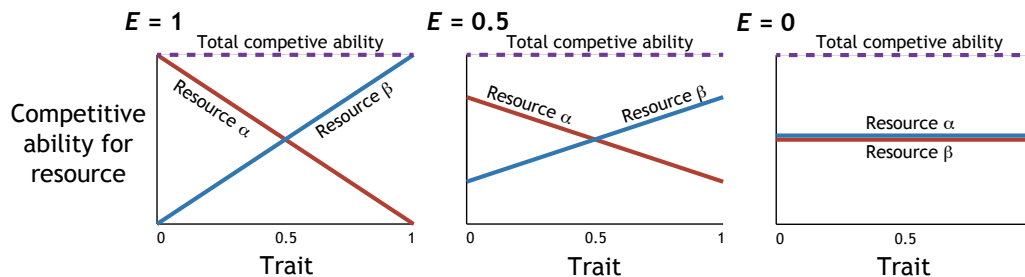 E = 1
Total competive ability
Resource α
Resource β
Competitive
ability for
resource
0
0.5
1
Trait
E = 0.5
Total competive ability
Resource α
Resource β
0
0.5
1
Trait
E = 0
Total competive ability
Resource α
Resource β
0
0.5
1
Trait